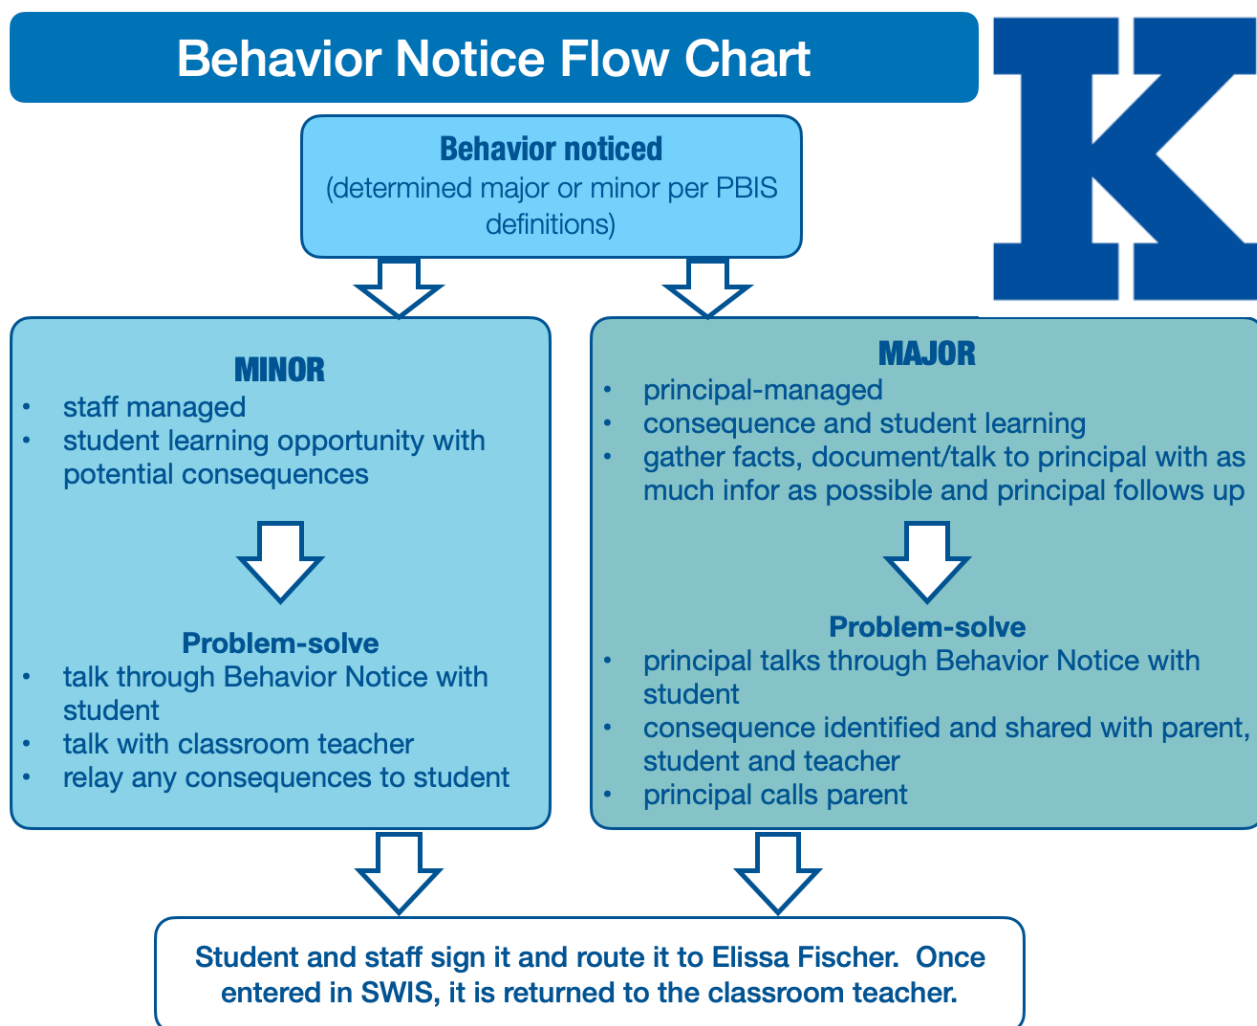 Behavior Notice Flow Chart
K
Behavior noticed
(determined major or minor per PBIS
definitions)
MINOR
• staff managed
• student learning opportunity with
potential consequences
Problem-solve
• talk through Behavior Notice with
student
• talk with classroom teacher
• relay any consequences to student
MAJOR
• principal-managed
• consequence and student learning
• gather facts, document/talk to principal with as
much infor as possible and principal follows up
Problem-solve
• principal talks through Behavior Notice with
student
• consequence identified and shared with parent,
student and teacher
• principal calls parent
Student and staff sign it and route it to Elissa Fischer. Once
entered in SWIS, it is returned to the classroom teacher.